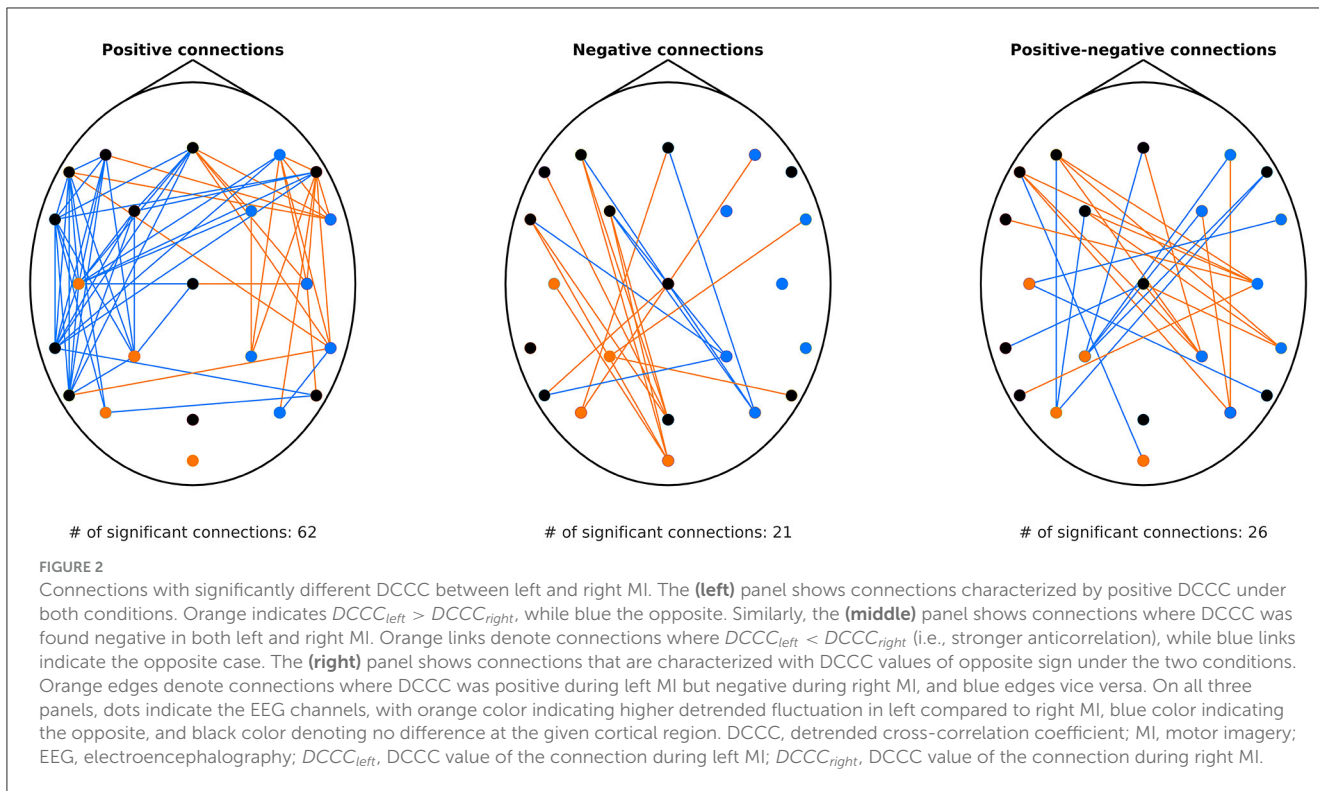 Positive connections
Negative connections
Positive-negative connections
# of significant connections: 62
# of significant connections: 21
# of significant connections: 26
FIGURE 2
Connections with significantly different DCCC between left and right MI. The (left) panel shows connections characterized by positive DCCC under
both conditions. Orange indicates DCCCleft > DCCCright, while blue the opposite. Similarly, the (middle) panel shows connections where DCCC was
found negative in both left and right MI. Orange links denote connections where DCCCleft < DCCCright (i.e., stronger anticorrelation), while blue links
indicate the opposite case. The (right) panel shows connections that are characterized with DCCC values of opposite sign under the two conditions.
Orange edges denote connections where DCCC was positive during left MI but negative during right MI, and blue edges vice versa. On all three
panels, dots indicate the EEG channels, with orange color indicating higher detrended fluctuation in left compared to right MI, blue color indicating
the opposite, and black color denoting no difference at the given cortical region. DCCC, detrended cross-correlation coefficient; MI, motor imagery;
EEG, electroencephalography; DCCCleft, DCCC value of the connection during left MI; DCCCright, DCCC value of the connection during right MI.